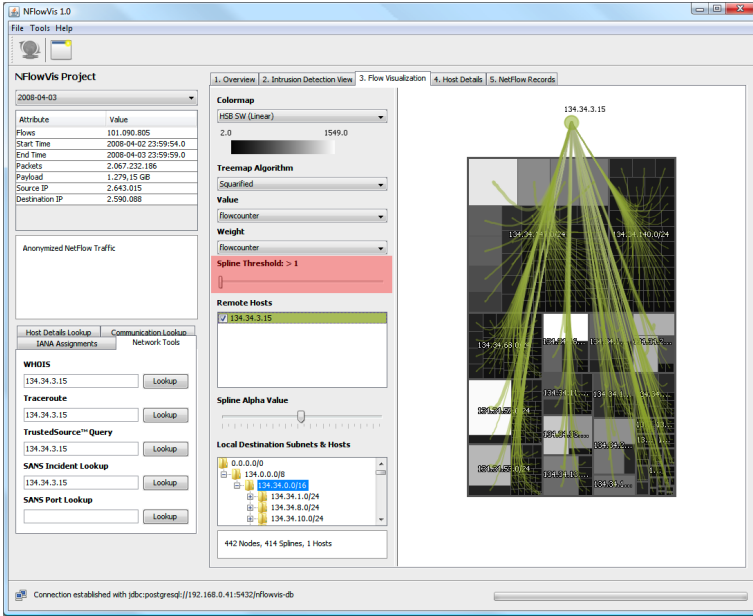 NFlowVis 1.0
File Tools Help
NFlowVis Project
2008-04-03
Attribute Value
Flows 101.090.805
Start Time 2008-04-02 23:59:54.0
End Time 2008-04-03 23:59:59.0
Packets 2.067.232.186
Payload 1.279,15 GB
Source IP 2.643.015
Destination IP 2.590.088
Anonymized NetFlow Traffic
Host Details Lookup Communication Lookup
IANA Assignments Network Tools
WHOIS
134.34.3.15 Lookup
Traceroute
134.34.3.15 Lookup
TrustedSource™ Query
134.34.3.15 Lookup
SANS Incident Lookup
134.34.3.15 Lookup
SANS Port Lookup
Lookup
1. Overview 2. Intrusion Detection View 3. Flow Visualization 4. Host Details 5. NetFlow Records
Colormap
HSB SW (Linear)
2.0 1549.0
Treemap Algorithm
Squarified
Value
flowcounter
Weight
flowcounter
Spline Threshold: > 1
Remote Hosts
134.34.3.15
Spline Alpha Value
Local Destination Subnets & Hosts
0.0.0.0/0
134.0.0.0/8
134.34.0.0/16
134.34.1.0/24
134.34.8.0/24
134.34.10.0/24
442 Nodes, 414 Splines, 1 Hosts
134.34.3.15
134.34.140.0/24
134.34.53.0/24
Connection established with jdbc:postgresql://192.168.0.41:5432/nflowvis-db